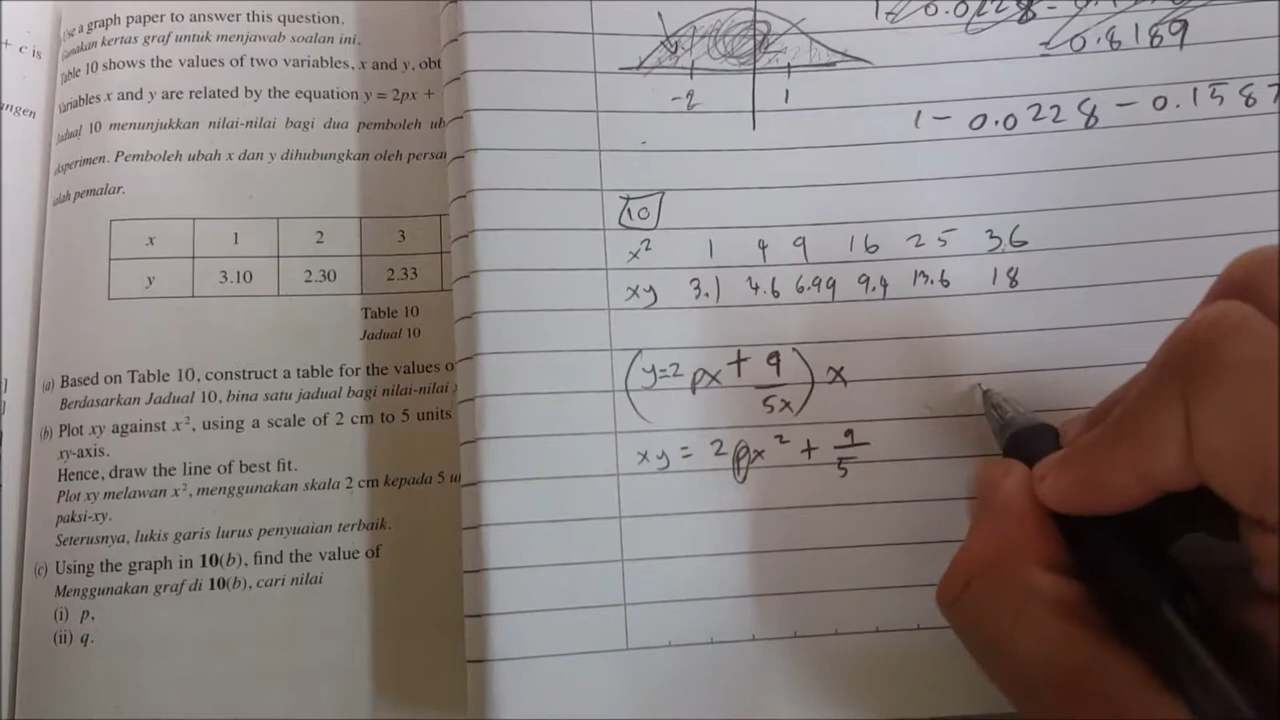 + c is
ungen
Use a graph paper to answer this question.
Gunakan kertas graf untuk menjawab soalan ini.
Table 10 shows the values of two variables, x and y, obt
Variables x and y are related by the equation y = 2px +
Jadual 10 menunjukkan nilai-nilai bagi dua pemboleh ub
eksperimen. Pemboleh ubah x dan y dihubungkan oleh persa
ialah pemalar.
x 1 2 3
y 3.10 2.30 2.33
Table 10
Jadual 10
(a) Based on Table 10, construct a table for the values o
Berdasarkan Jadual 10, bina satu jadual bagi nilai-nilai
(b) Plot xy against x², using a scale of 2 cm to 5 units
xy-axis.
Hence, draw the line of best fit.
Plot xy melawan x², menggunakan skala 2 cm kepada 5 u
paksi-xy.
Seterusnya, lukis garis lurus penyuaian terbaik.
(c) Using the graph in 10(b), find the value of
Menggunakan graf di 10(b), cari nilai
(i) p,
(ii) q.
1 - 0.0228 -
0.8189
-2 1
1 - 0.0228 - 0.1587
10
x² 1 4 9 16 25 3.6
xy 3.1 4.6 6.99 9.4 13.6 18
(y=2px + q/5x) x
xy = 2px² + q/5